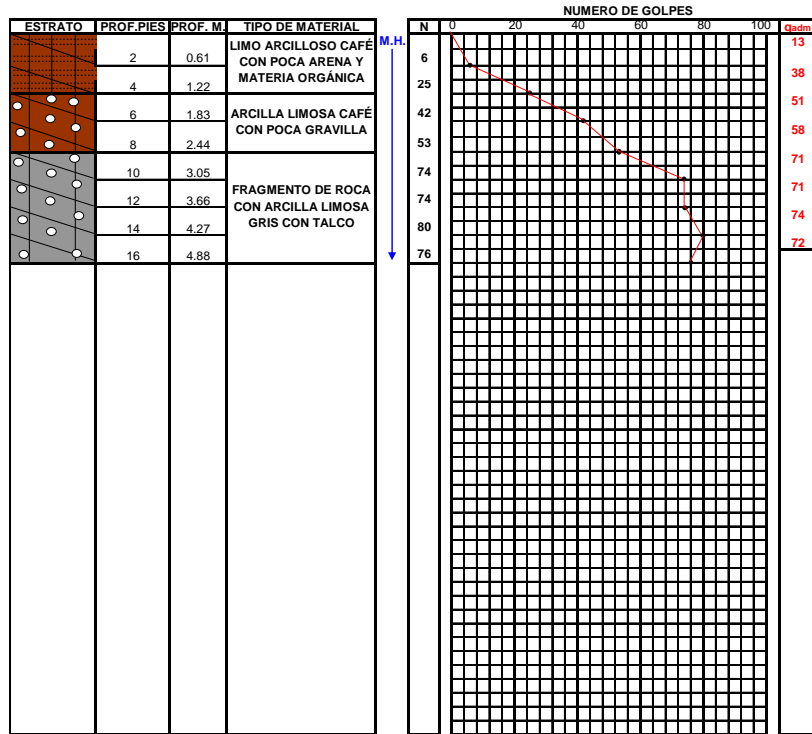 NUMERO DE GOLPES
ESTRATO PROF.PIES PROF. M. TIPO DE MATERIAL N 0 20 40 60 80 100 Qadm
M.H.
LIMO ARCILLOSO CAFÉ
CON POCA ARENA Y
MATERIA ORGÁNICA
2 0.61 6 13
4 1.22 25 38
ARCILLA LIMOSA CAFÉ
CON POCA GRAVILLA
6 1.83 42 51
8 2.44 53 58
FRAGMENTO DE ROCA
CON ARCILLA LIMOSA
GRIS CON TALCO
10 3.05 74 71
12 3.66 74 71
14 4.27 80 74
16 4.88 76 72